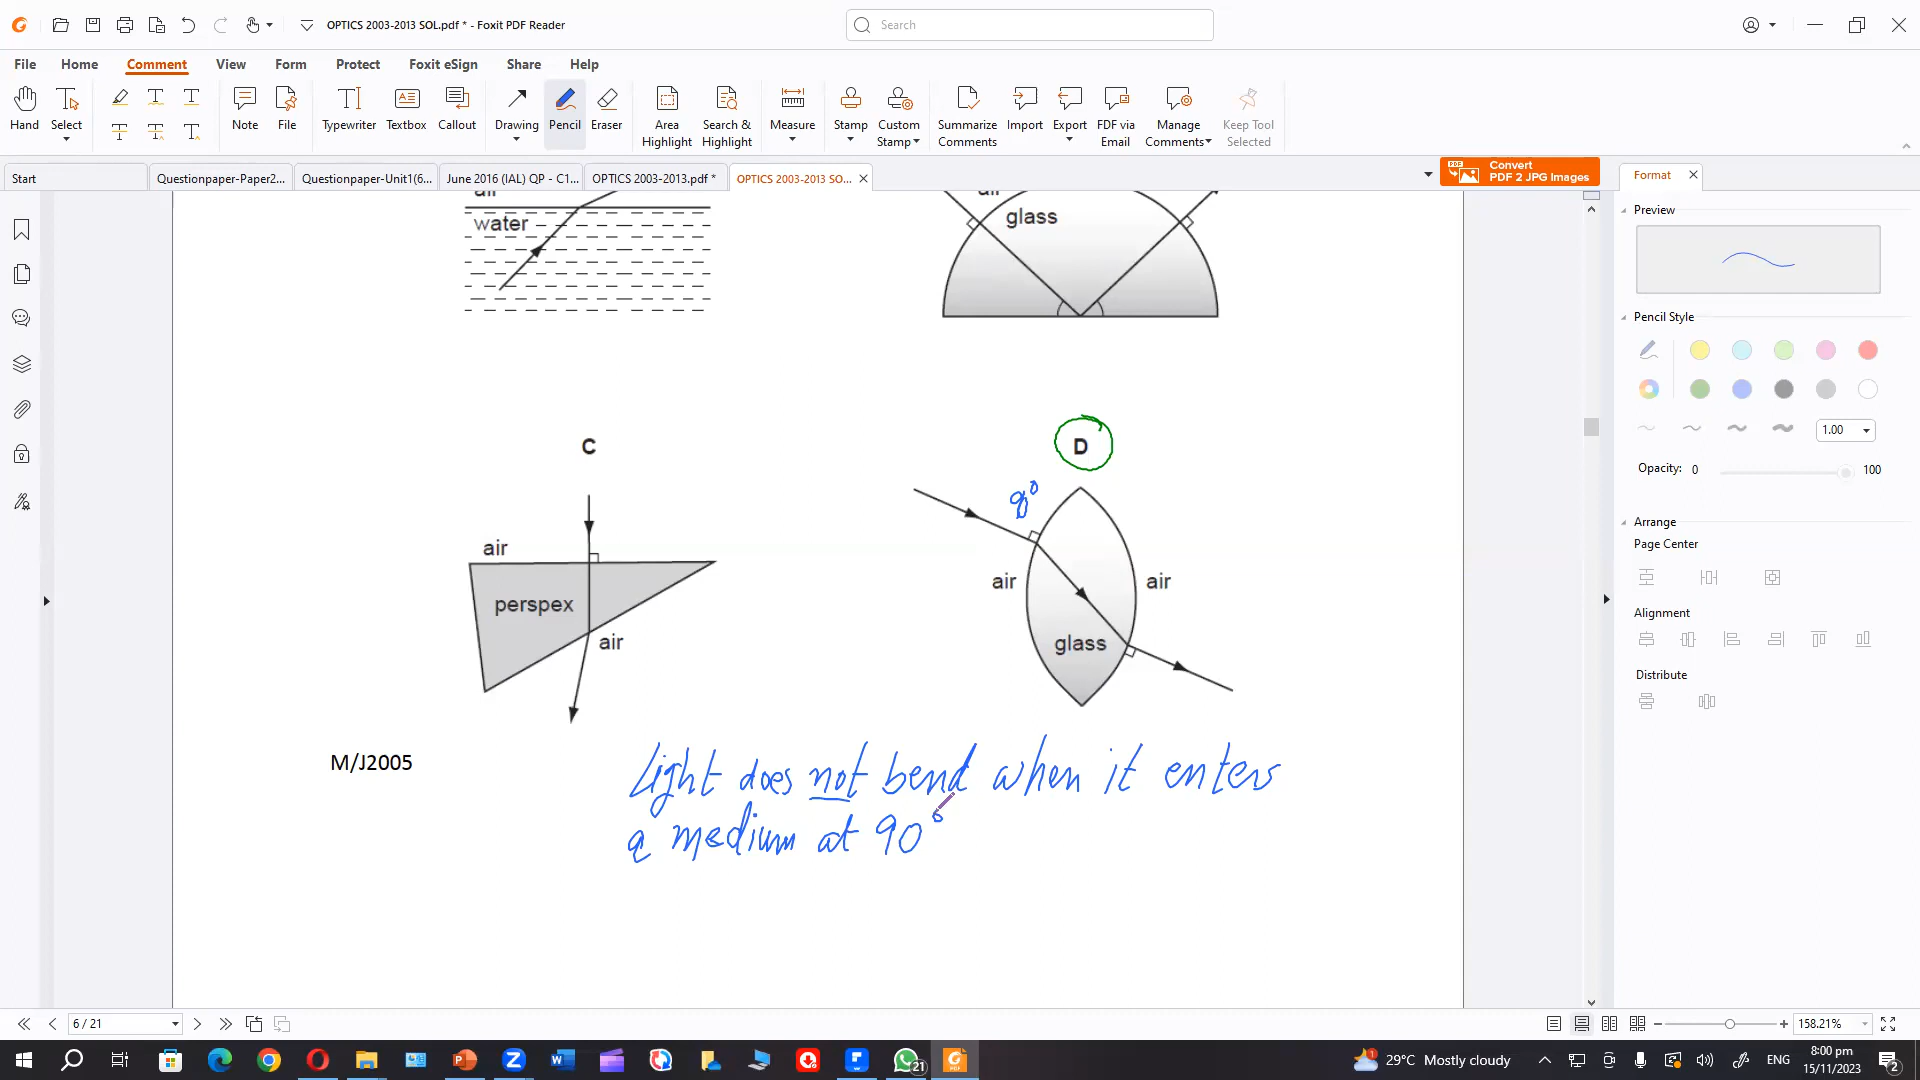 OPTICS 2003-2013 SOL.pdf * - Foxit PDF Reader
Search
File Home Comment View Form Protect Foxit eSign Share Help
Hand Select Note File Typewriter Textbox Callout Drawing Pencil Eraser Area Highlight Search & Highlight Measure Stamp Custom Stamp Summarize Comments Import Export FDF via Email Manage Comments Keep Tool Selected
Start Questionpaper-Paper2... Questionpaper-Unit1(6... June 2016 (IAL) QP - C1... OPTICS 2003-2013.pdf * OPTICS 2003-2013 SO...
PDF Convert
PDF 2 JPG Images
Format
Preview
Pencil Style
1.00
Opacity: 0 100
Arrange
Page Center
Alignment
Distribute
air
water
air
glass
C
D
air
perspex
air
air
air
glass
M/J2005
Light does not bend when it enters
a medium at 90°
6 / 21
158.21%
21
29°C Mostly cloudy
ENG
8:00 pm
15/11/2023
2